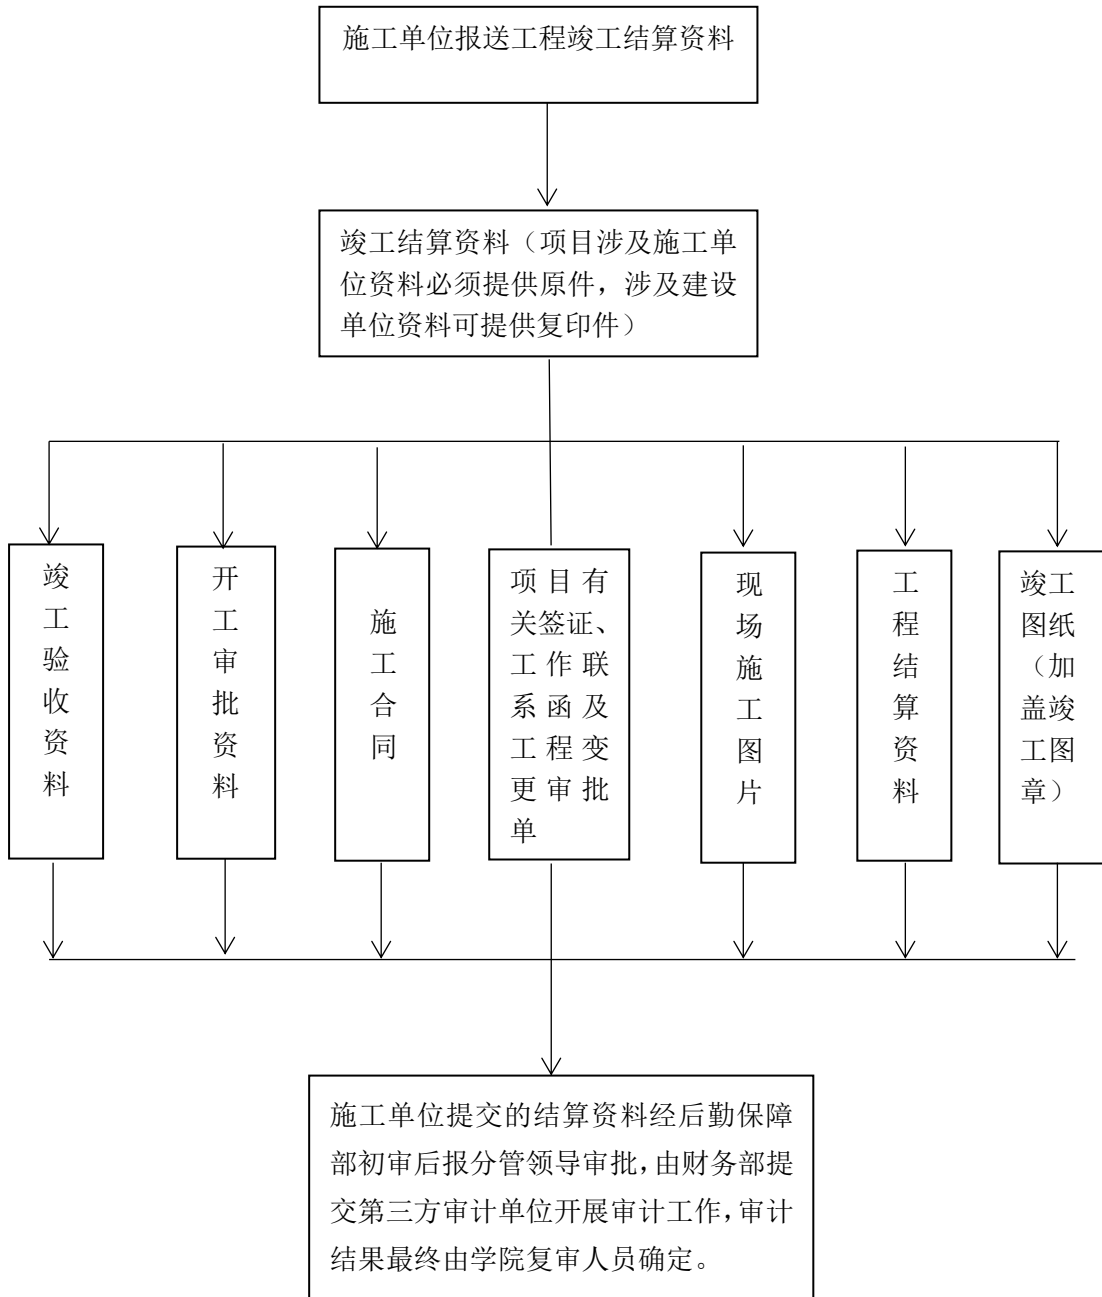 施工单位报送工程竣工结算资料
竣工结算资料（项目涉及施工单
位资料必须提供原件，涉及建设
单位资料可提供复印件）
竣工验收资料
开工审批资料
施工合同
项目有
关签证、
工作联
系函及
工程变
更审批
单
现场施工图片
工程结算资料
竣工
图纸
（加
盖竣
工图
章）
施工单位提交的结算资料经后勤保障
部初审后报分管领导审批，由财务部提
交第三方审计单位开展审计工作，审计
结果最终由学院复审人员确定。